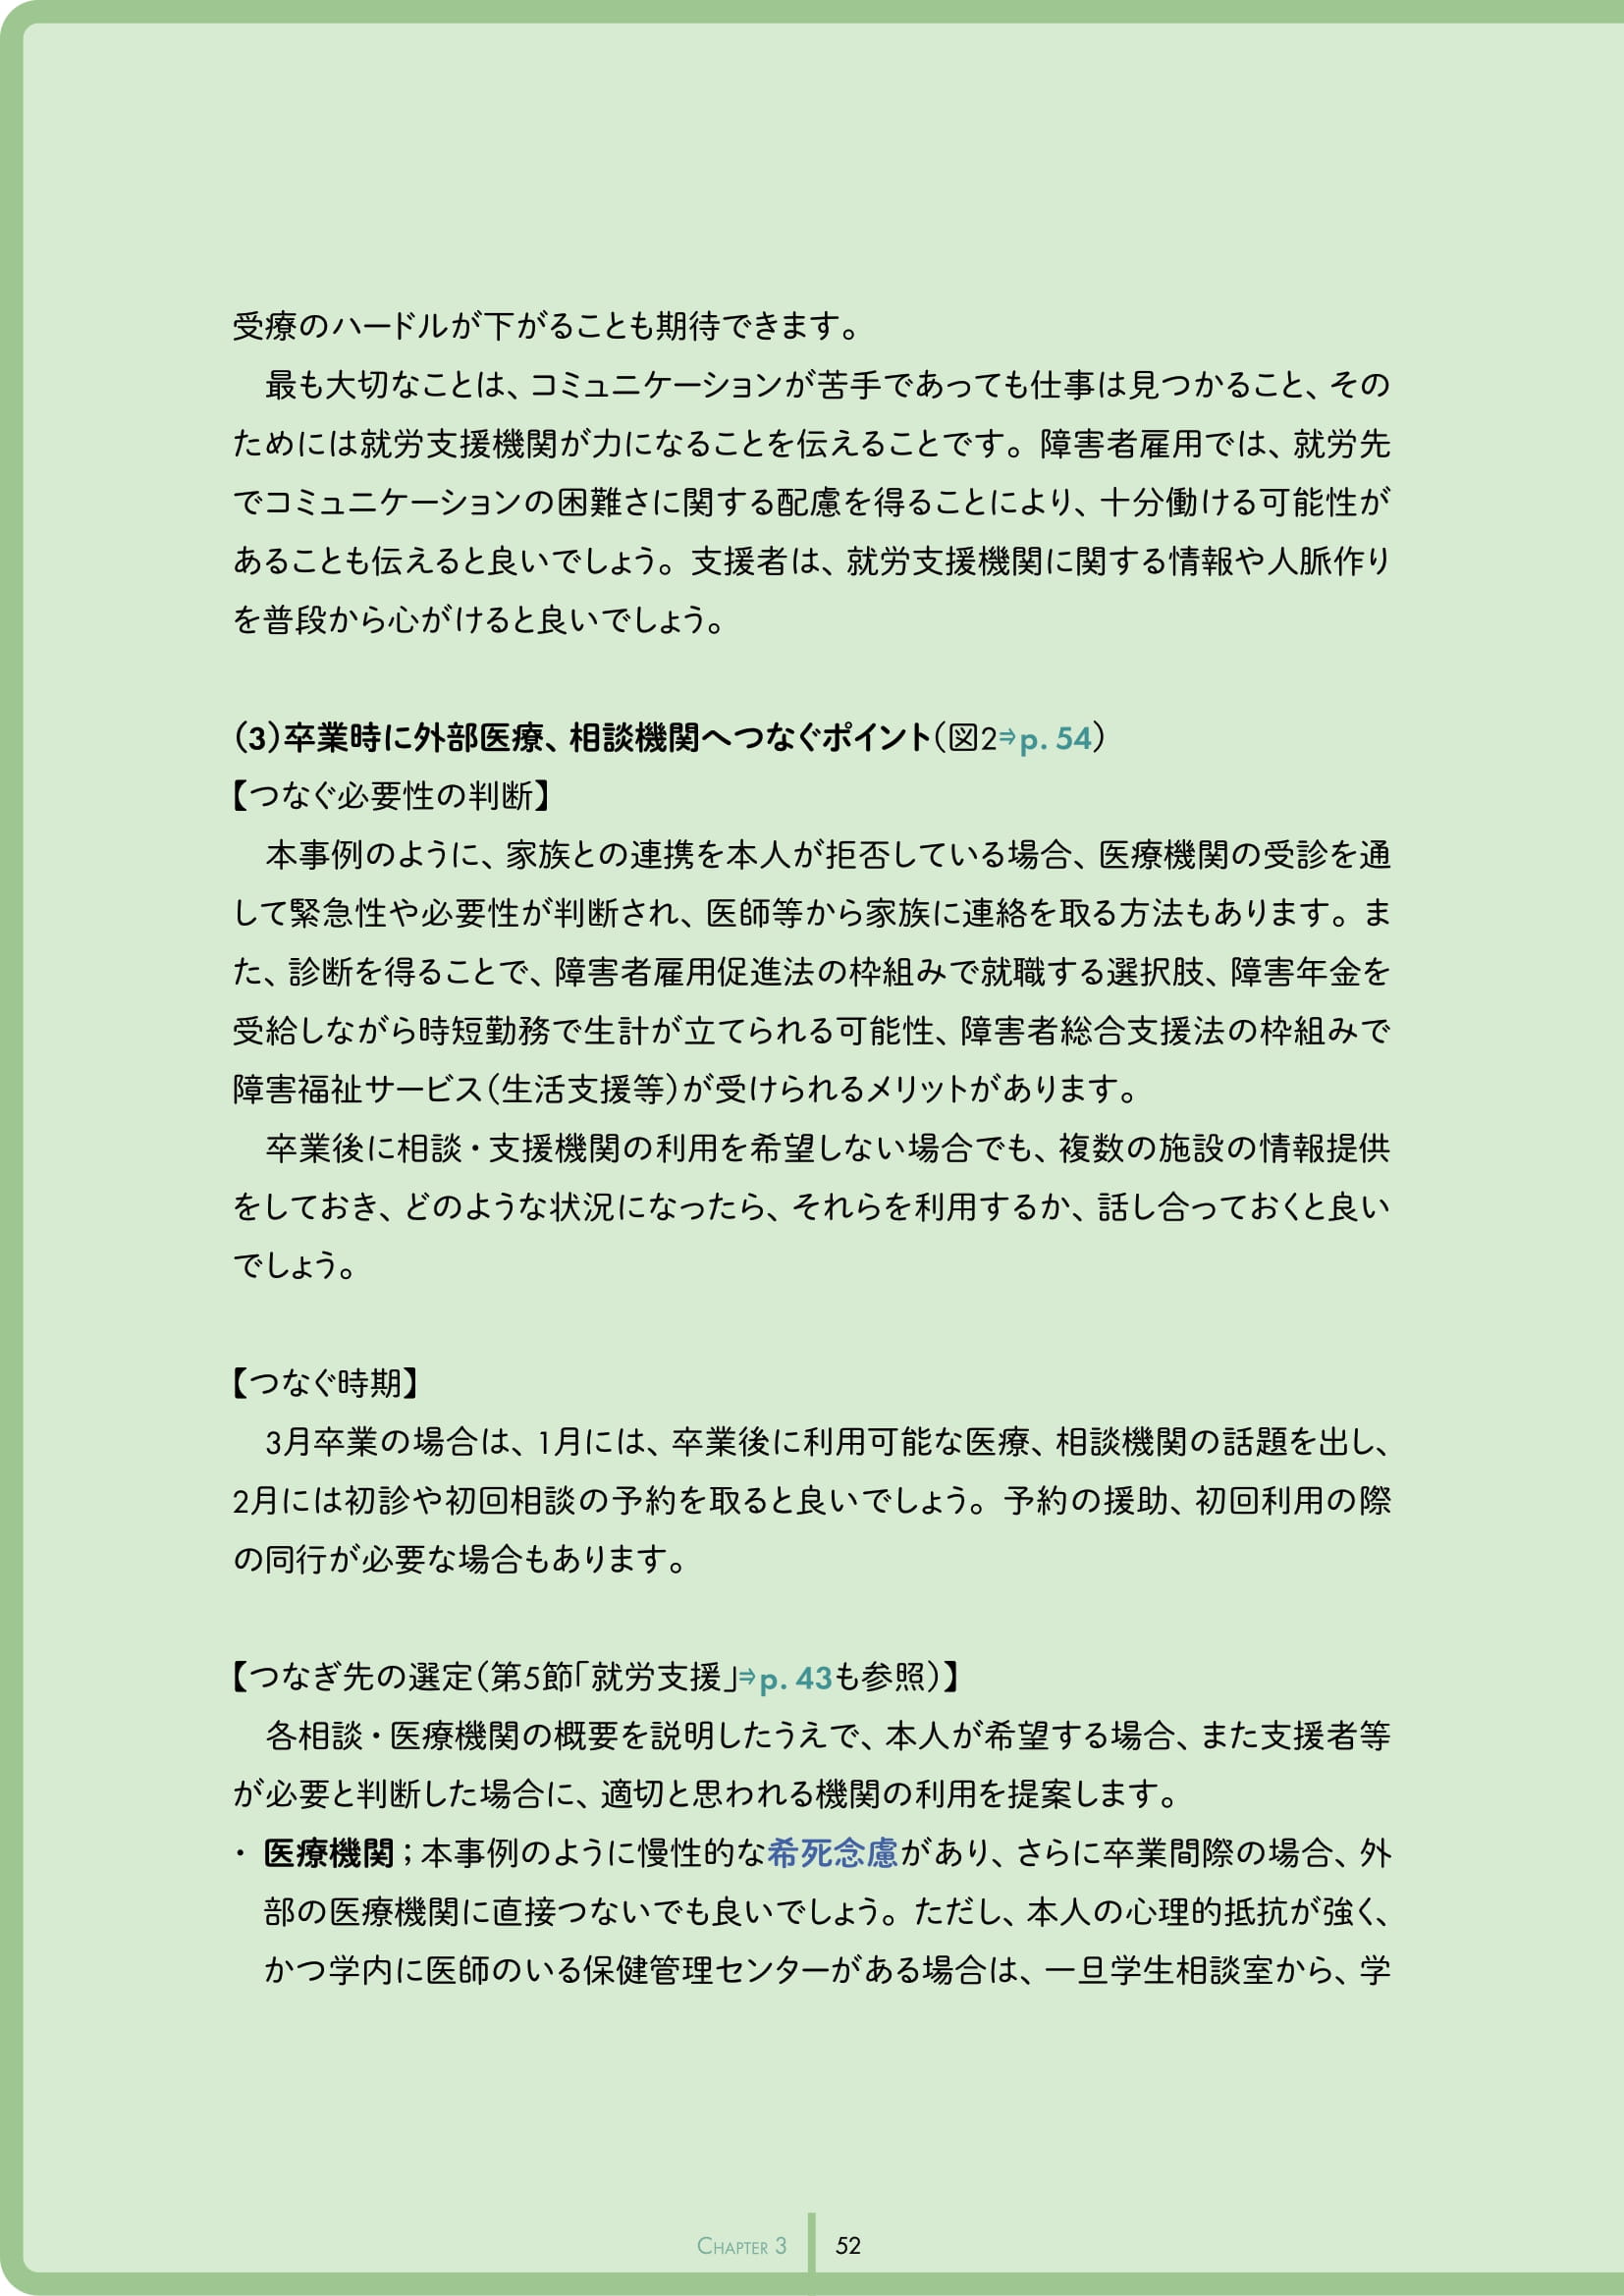 受療のハードルが下がることも期待できます。
　最も大切なことは、コミュニケーションが苦手であっても仕事は見つかること、その
ためには就労支援機関が力になることを伝えることです。障害者雇用では、就労先
でコミュニケーションの困難さに関する配慮を得ることにより、十分働ける可能性が
あることも伝えると良いでしょう。支援者は、就労支援機関に関する情報や人脈作り
を普段から心がけると良いでしょう。
（3）卒業時に外部医療、相談機関へつなぐポイント（図2⇒p. 54）
【つなぐ必要性の判断】
　本事例のように、家族との連携を本人が拒否している場合、医療機関の受診を通
して緊急性や必要性が判断され、医師等から家族に連絡を取る方法もあります。ま
た、診断を得ることで、障害者雇用促進法の枠組みで就職する選択肢、障害年金を
受給しながら時短勤務で生計が立てられる可能性、障害者総合支援法の枠組みで
障害福祉サービス（生活支援等）が受けられるメリットがあります。
　卒業後に相談・支援機関の利用を希望しない場合でも、複数の施設の情報提供
をしておき、どのような状況になったら、それらを利用するか、話し合っておくと良い
でしょう。
【つなぐ時期】
　3月卒業の場合は、1月には、卒業後に利用可能な医療、相談機関の話題を出し、
2月には初診や初回相談の予約を取ると良いでしょう。予約の援助、初回利用の際
の同行が必要な場合もあります。
【つなぎ先の選定（第5節「就労支援」⇒p. 43も参照）】
　各相談・医療機関の概要を説明したうえで、本人が希望する場合、また支援者等
が必要と判断した場合に、適切と思われる機関の利用を提案します。
・ 医療機関；本事例のように慢性的な希死念慮があり、さらに卒業間際の場合、外
部の医療機関に直接つないでも良いでしょう。ただし、本人の心理的抵抗が強く、
かつ学内に医師のいる保健管理センターがある場合は、一旦学生相談室から、学
Chapter 3 52